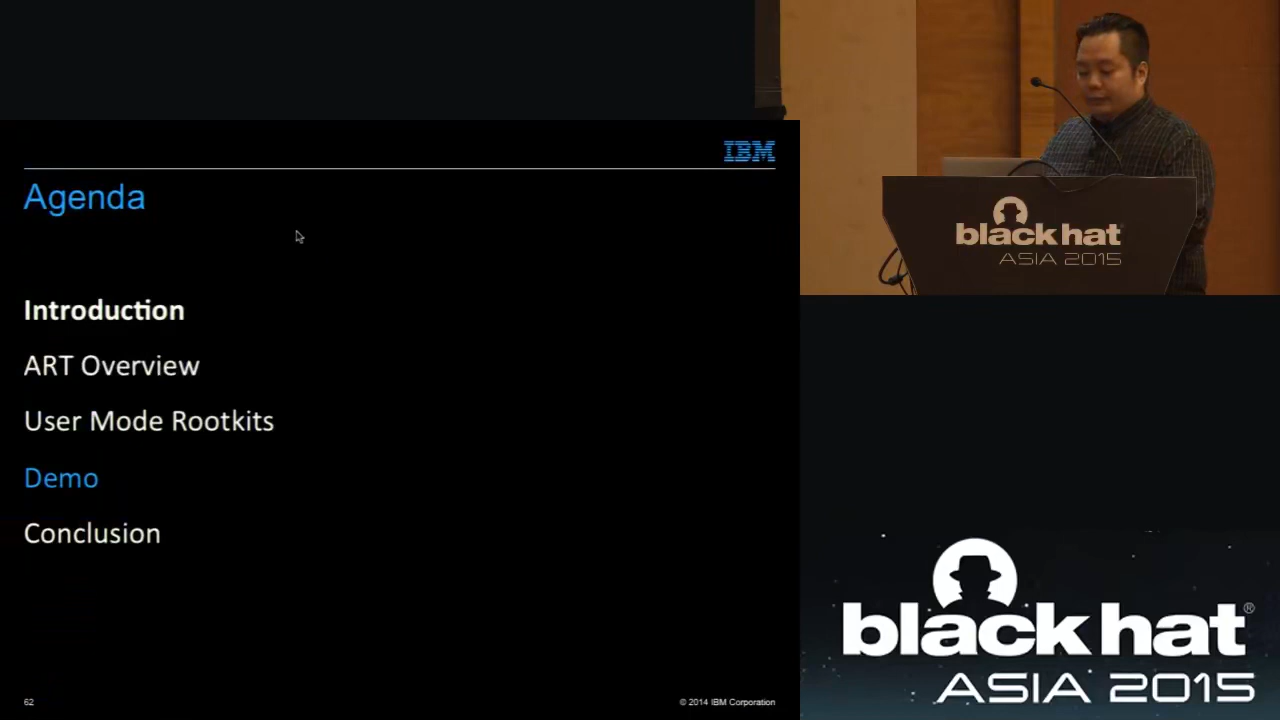 IBM
Agenda
Introduction
ART Overview
User Mode Rootkits
Demo
Conclusion
62
© 2014 IBM Corporation
black hat
ASIA 2015
black hat®
ASIA 2015